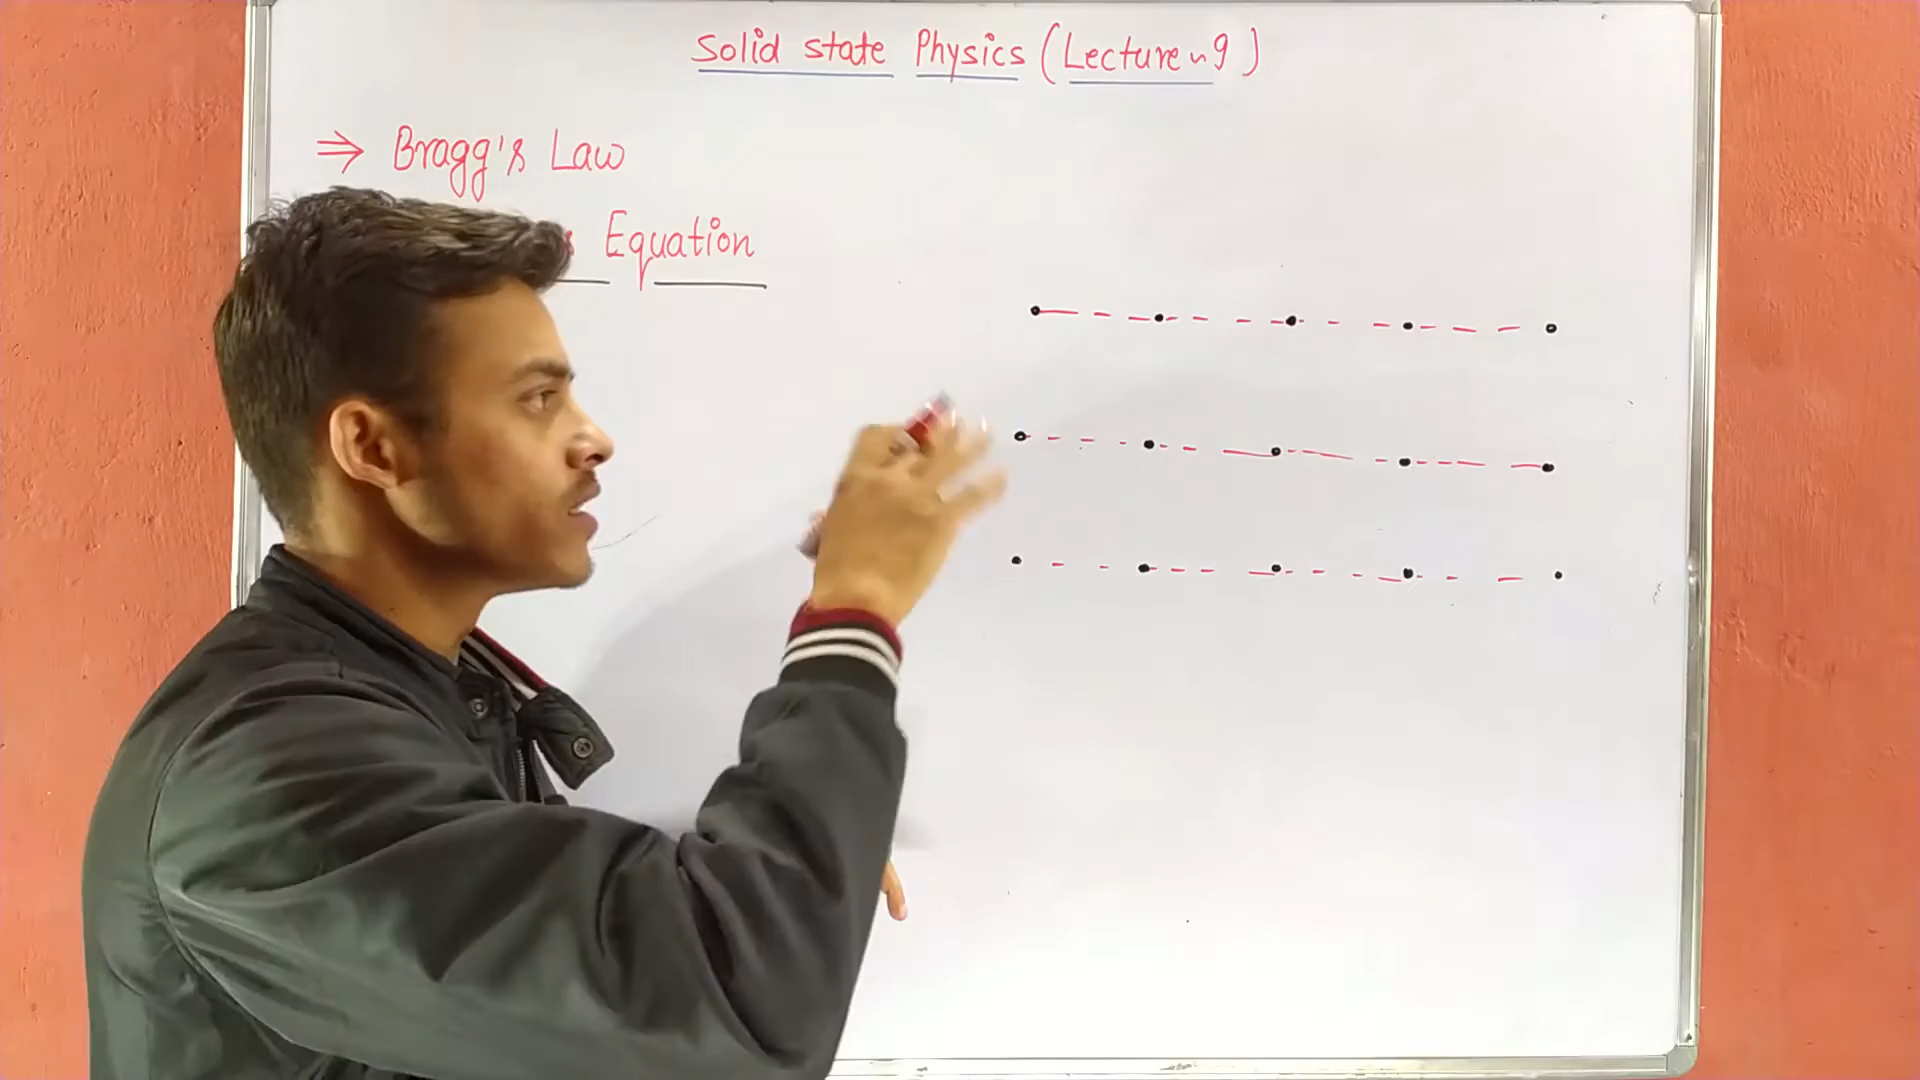 Solid state Physics (Lecture ~ 9)
⇒ Bragg's Law
Equation